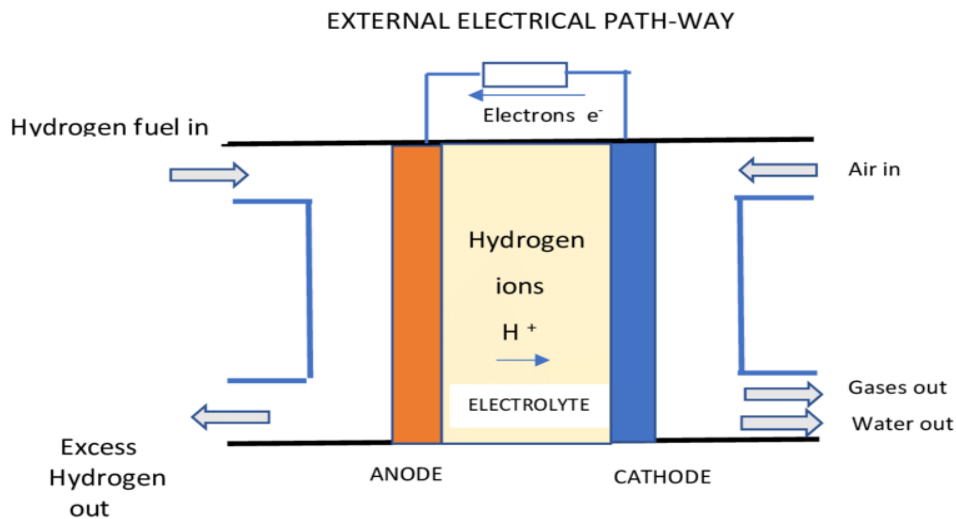 EXTERNAL ELECTRICAL PATH-WAY
Electrons e⁻
Hydrogen fuel in
Air in
Hydrogen
ions
H ⁺
ELECTROLYTE
Gases out
Water out
Excess
Hydrogen
out
ANODE
CATHODE